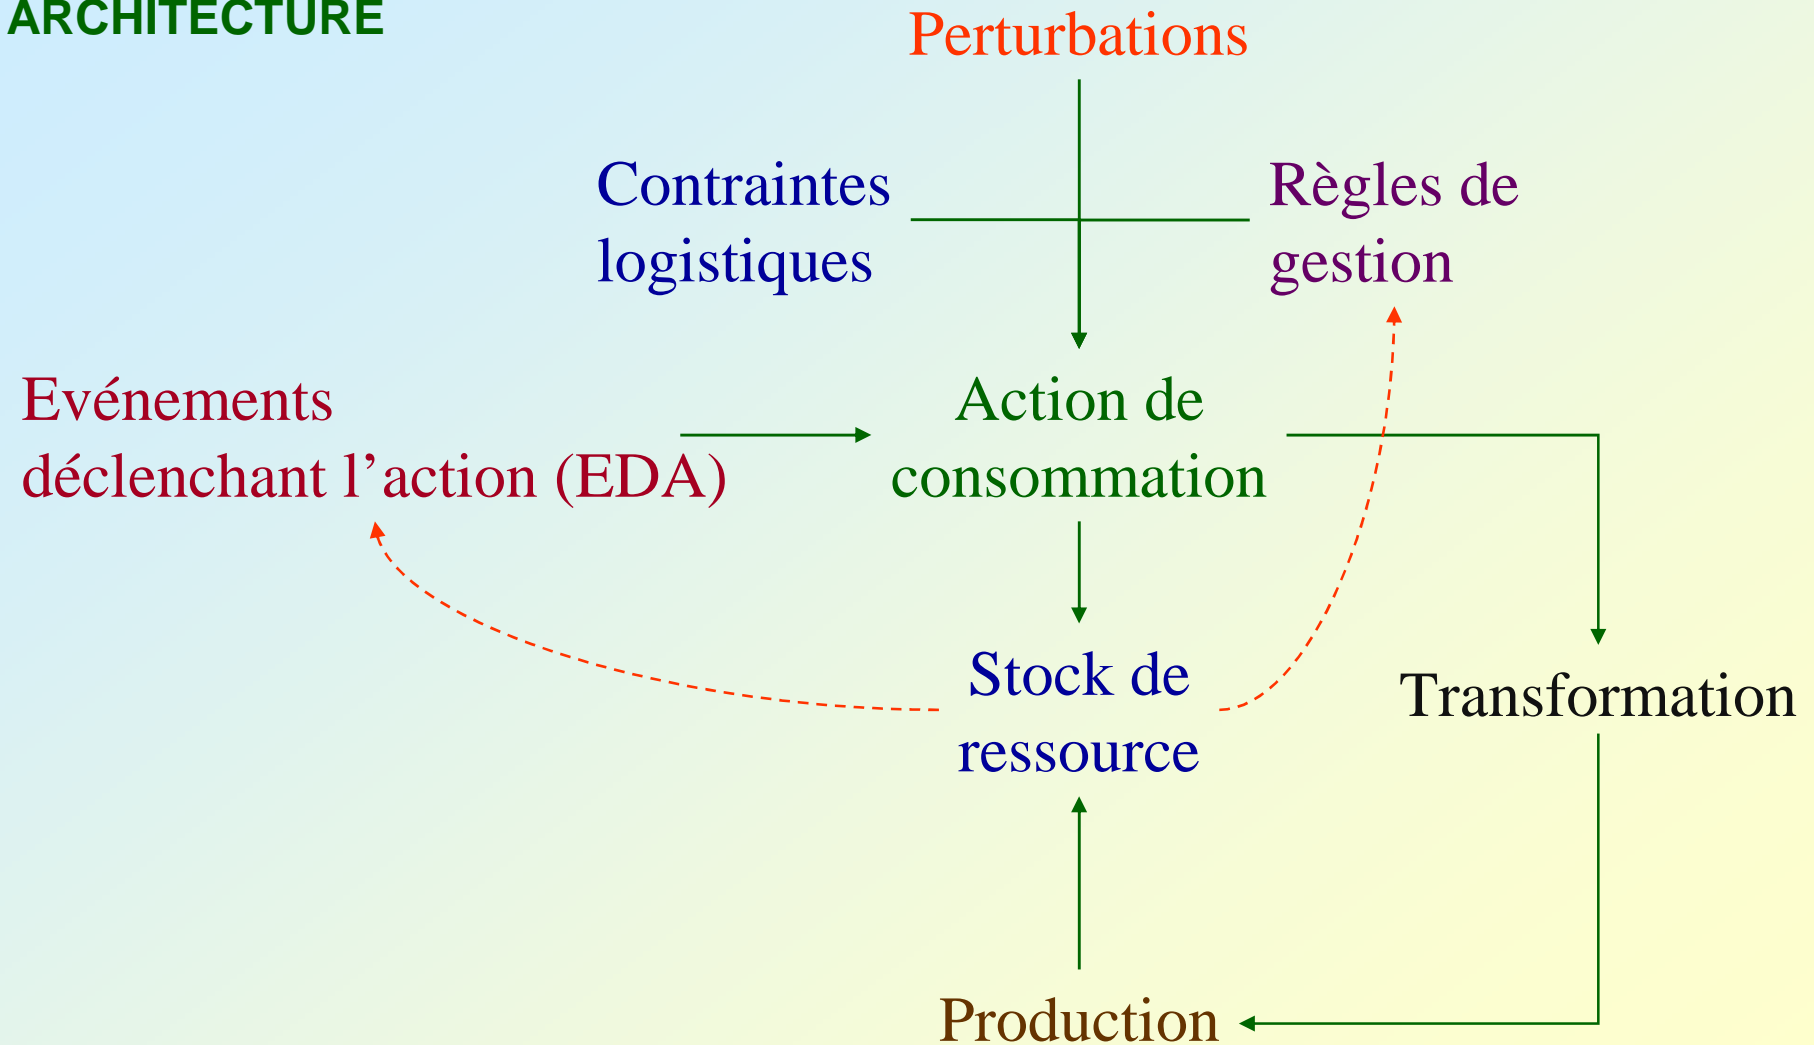 ARCHITECTURE
Perturbations
Contraintes
logistiques
Règles de
gestion
Evénements
déclenchant l’action (EDA)
Action de
consommation
Stock de
ressource
Transformation
Production